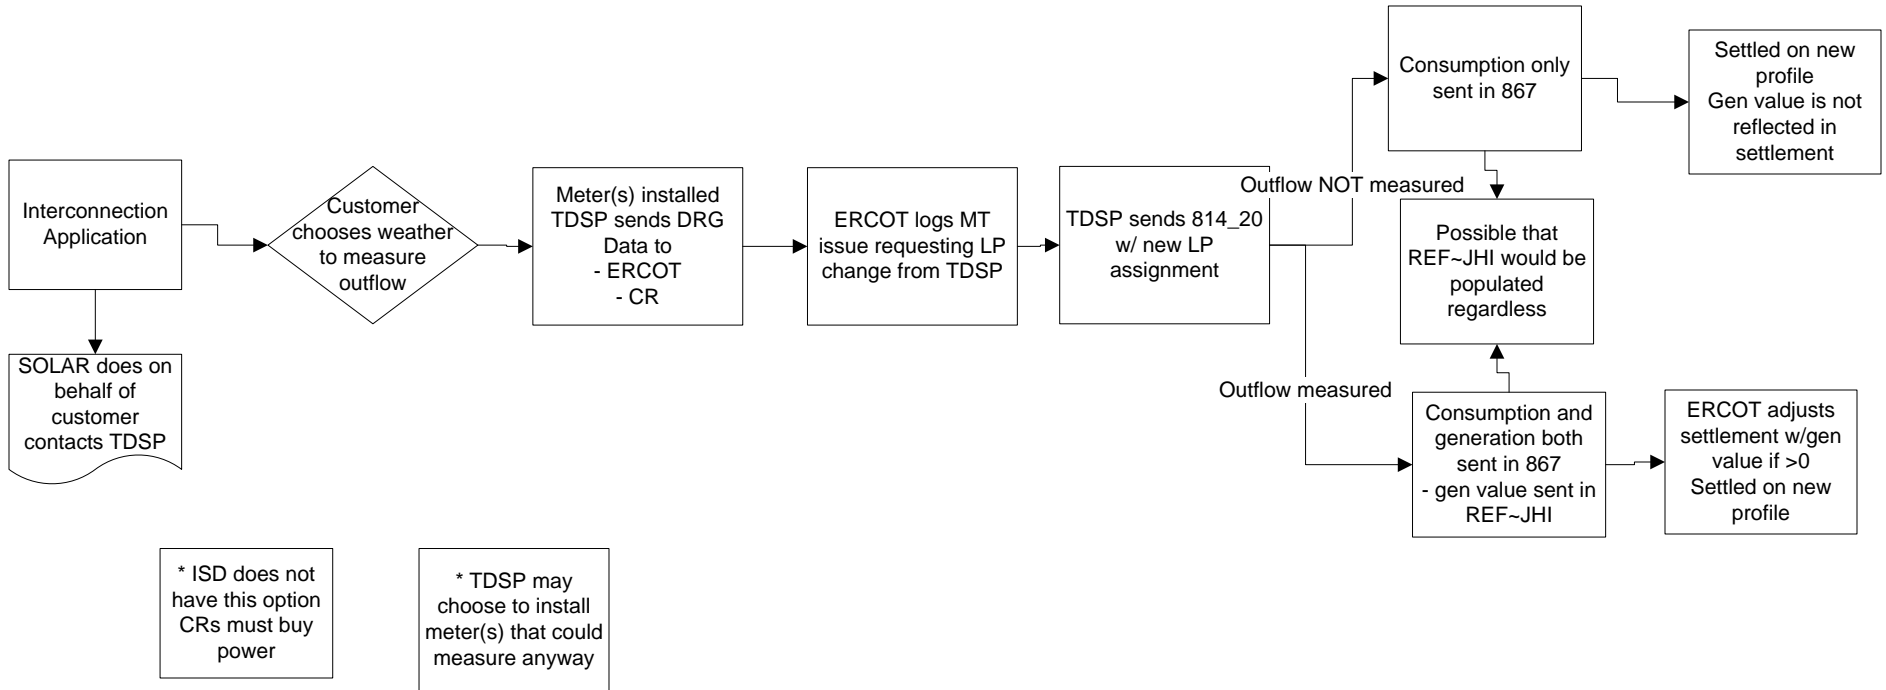 Interconnection
Application
SOLAR does on
behalf of
customer
contacts TDSP
Customer
chooses weather
to measure
outflow
Meter(s) installed
TDSP sends DRG
Data to
- ERCOT
- CR
ERCOT logs MT
issue requesting LP
change from TDSP
TDSP sends 814_20
w/ new LP
assignment
Outflow NOT measured
Outflow measured
Consumption only
sent in 867
Settled on new
profile
Gen value is not
reflected in
settlement
Possible that
REF~JHI would be
populated
regardless
Consumption and
generation both
sent in 867
- gen value sent in
REF~JHI
ERCOT adjusts
settlement w/gen
value if >0
Settled on new
profile
* ISD does not
have this option
CRs must buy
power
* TDSP may
choose to install
meter(s) that could
measure anyway